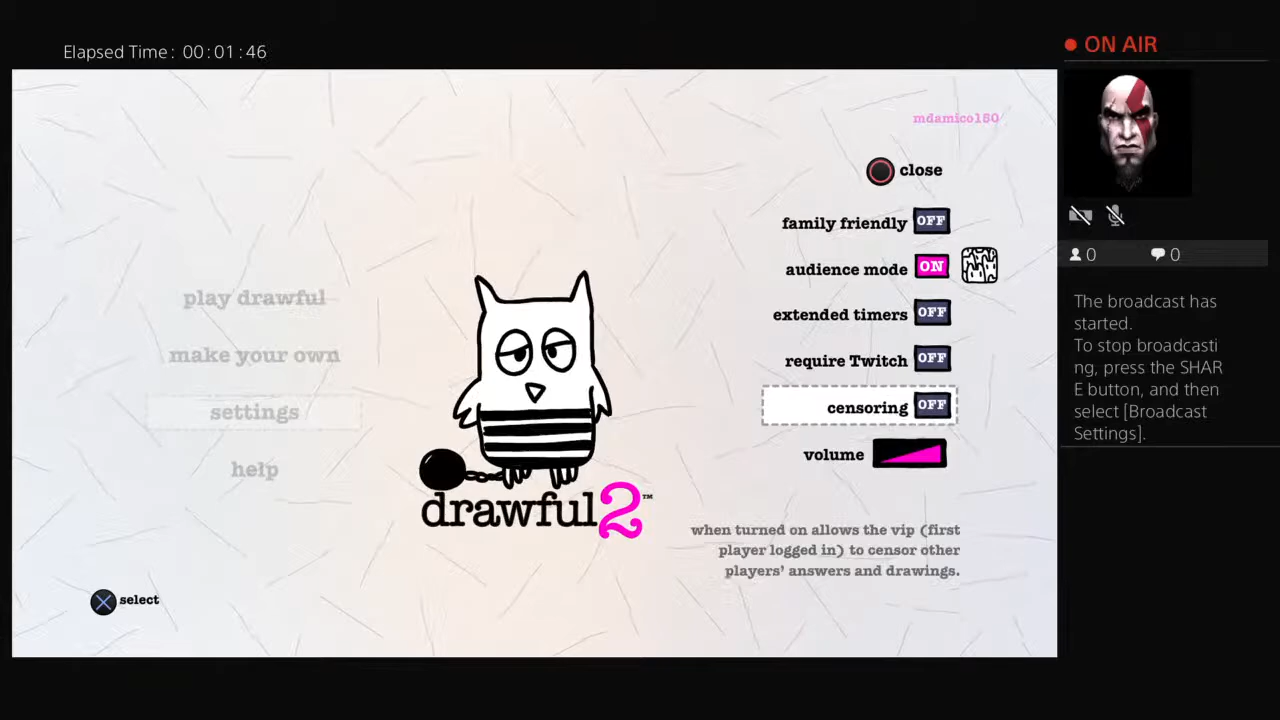 Elapsed Time: 00:01:46
ON AIR
mdamico180
close
family friendly OFF
audience mode ON
extended timers OFF
require Twitch OFF
censoring OFF
volume
play drawful
make your own
settings
help
drawful 2™
when turned on allows the vip (first
player logged in) to censor other
players' answers and drawings.
select
0 0
The broadcast has
started.
To stop broadcasti
ng, press the SHAR
E button, and then
select [Broadcast
Settings].